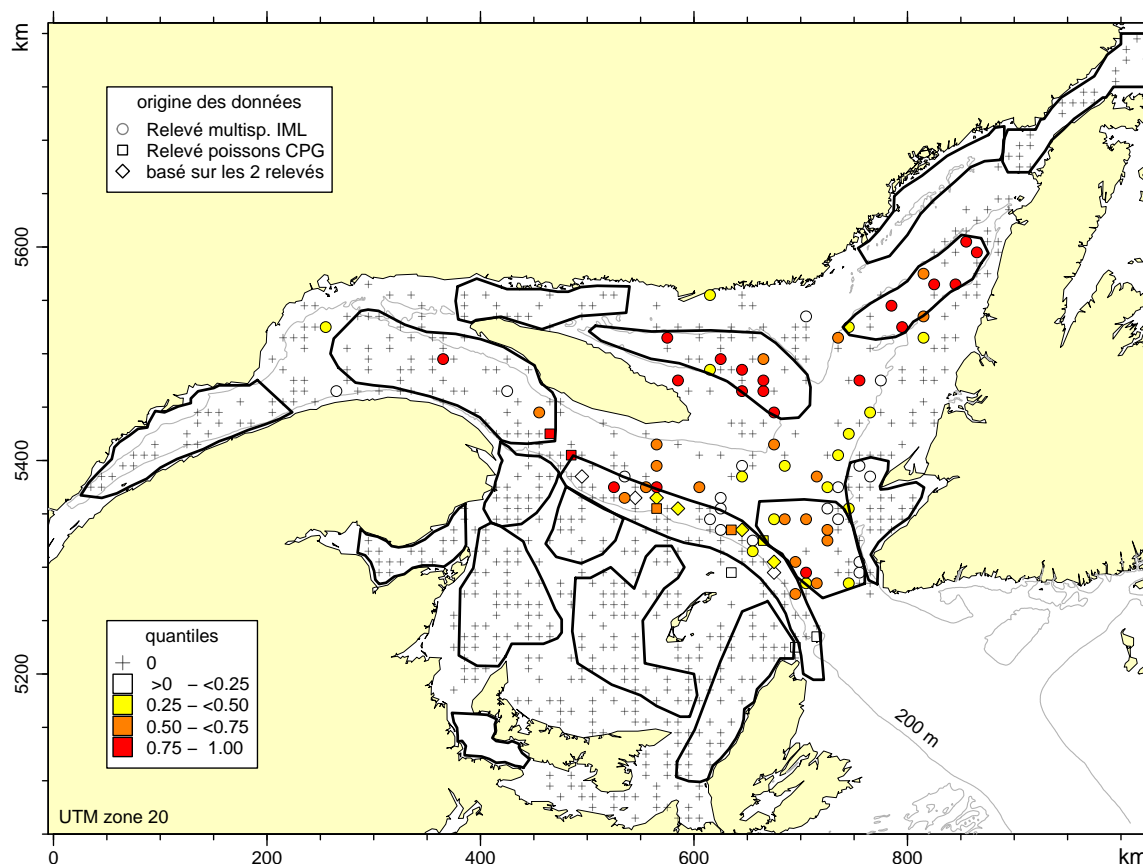 km
origine des données
Relevé multisp. IML
Relevé poissons CPG
basé sur les 2 relevés
5600
5400
5200
quantiles
0
>0 – <0.25
0.25 – <0.50
0.50 – <0.75
0.75 – 1.00
200 m
UTM zone 20
0 200 400 600 800 km